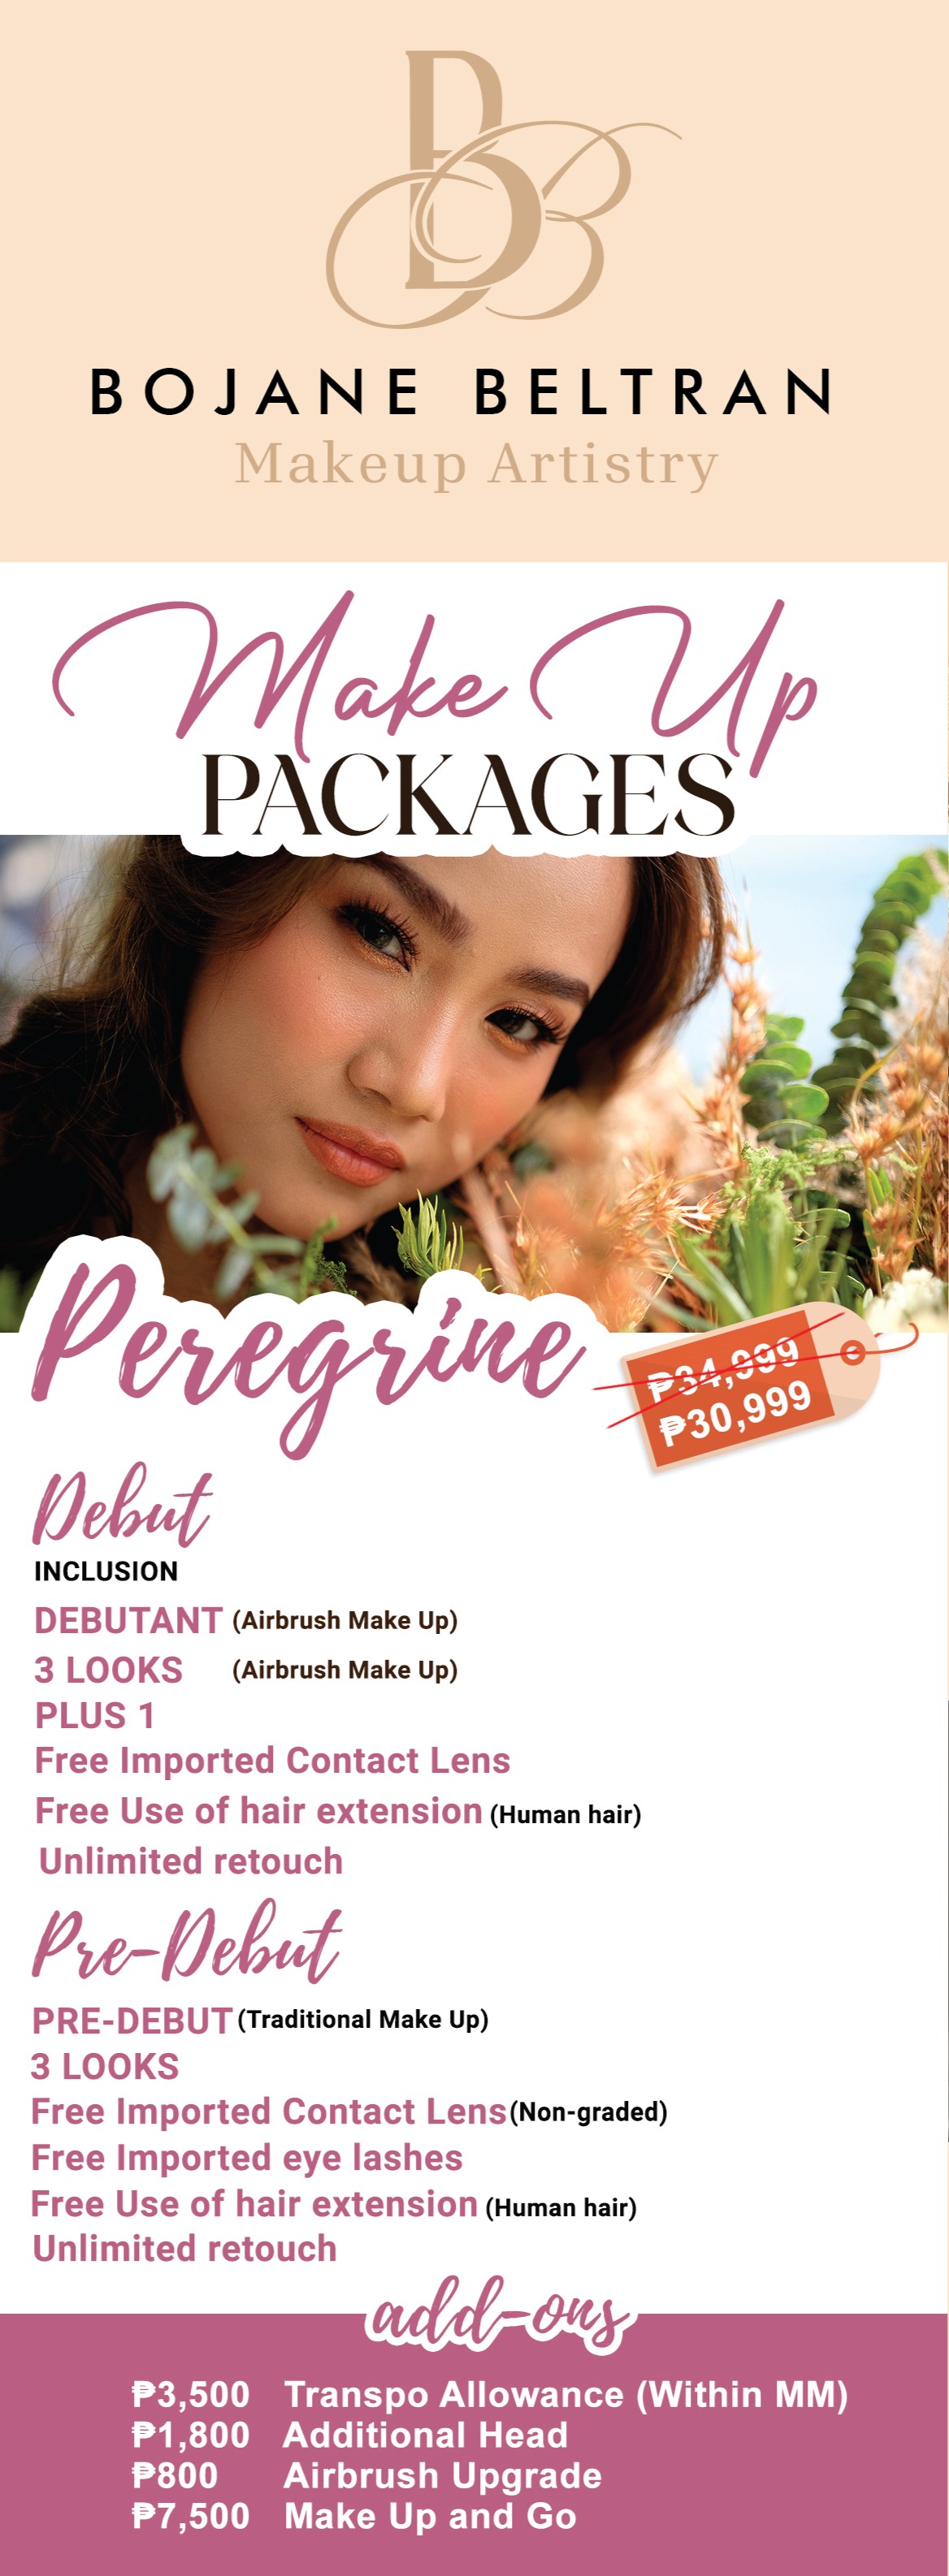 BOJANE BELTRAN
Makeup Artistry
Make Up
PACKAGES
Peregrine
₱34,999
₱30,999
Debut
INCLUSION
DEBUTANT (Airbrush Make Up)
3 LOOKS (Airbrush Make Up)
PLUS 1
Free Imported Contact Lens
Free Use of hair extension (Human hair)
Unlimited retouch
Pre-Debut
PRE-DEBUT (Traditional Make Up)
3 LOOKS
Free Imported Contact Lens (Non-graded)
Free Imported eye lashes
Free Use of hair extension (Human hair)
Unlimited retouch
add-ons
₱3,500 Transpo Allowance (Within MM)
₱1,800 Additional Head
₱800 Airbrush Upgrade
₱7,500 Make Up and Go